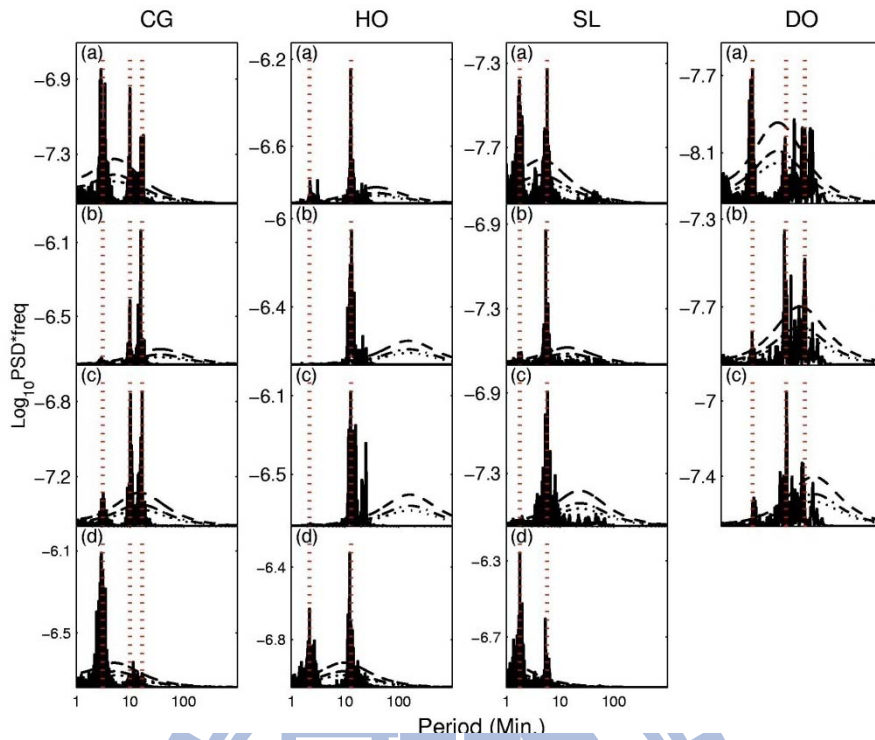 CG HO SL DO
(a) (a) (a) (a)
−6.9 −6.2 −7.3 −7.7
−7.3 −6.6 −7.7 −8.1
(b) (b) (b) (b)
−6.1 −6 −6.9 −7.3
−6.5 −6.4 −7.3 −7.7
(c) (c) (c) (c)
−6.8 −6.1 −6.9 −7
−7.2 −6.5 −7.3 −7.4
(d) (d) (d)
−6.1 −6.4 −6.3
−6.5 −6.8 −6.7
1 10 100 1 10 100 1 10 100
Log10PSD*freq
Period (Min.)